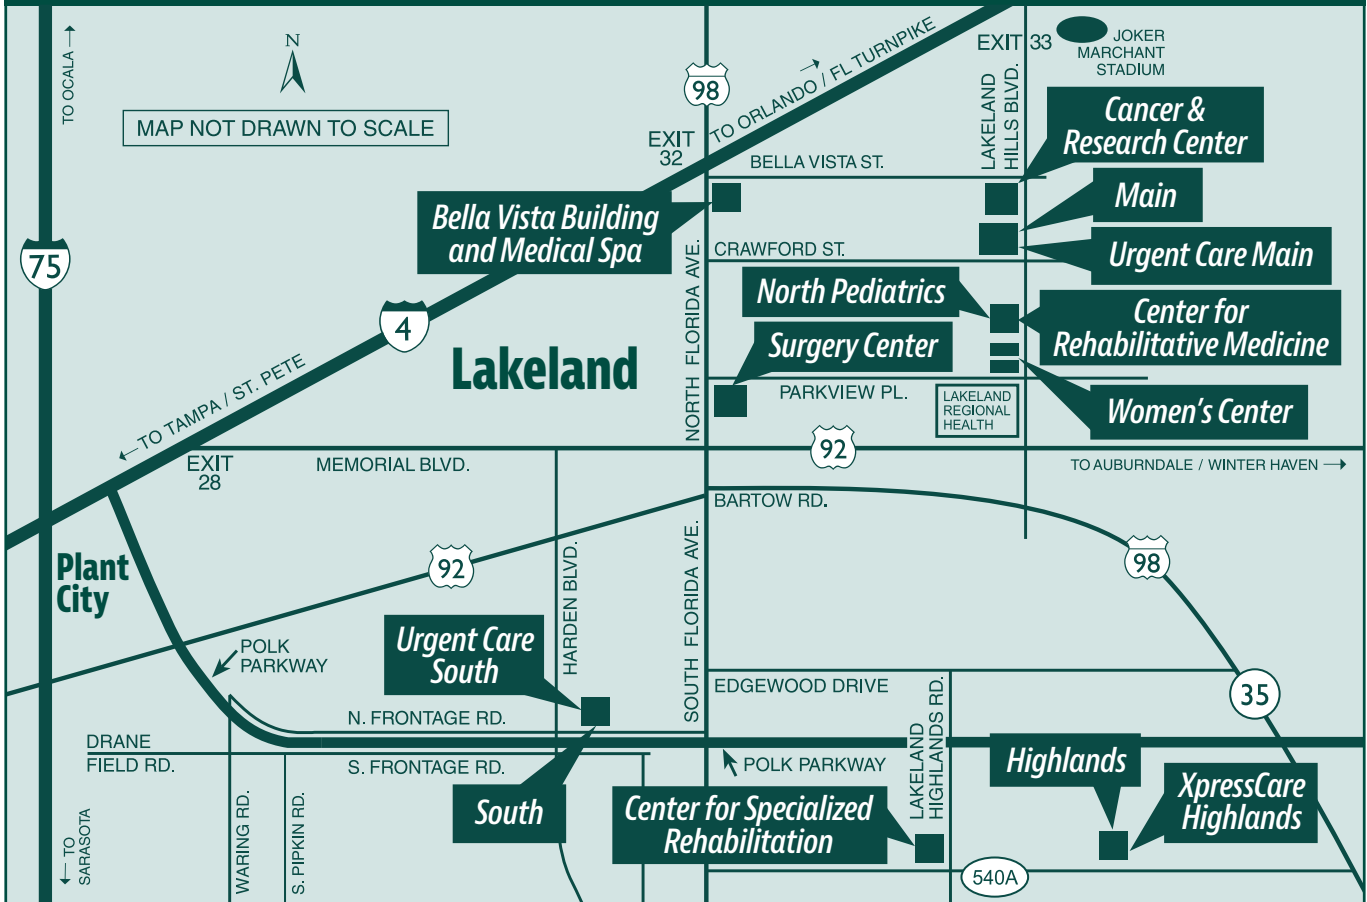 ← TO OCALA →
N
MAP NOT DRAWN TO SCALE
98
TO ORLANDO / FL TURNPIKE →
EXIT 33
JOKER
MARCHANT
STADIUM
LAKELAND
HILLS BLVD.
Cancer &
Research Center
EXIT
32
BELLA VISTA ST.
Main
Bella Vista Building
and Medical Spa
NORTH FLORIDA AVE.
CRAWFORD ST.
Urgent Care Main
75
4
North Pediatrics
Center for
Rehabilitative Medicine
Surgery Center
Lakeland
PARKVIEW PL.
LAKELAND
REGIONAL
HEALTH
Women's Center
← TO TAMPA / ST. PETE
EXIT
28
MEMORIAL BLVD.
92
TO AUBURNDALE / WINTER HAVEN →
BARTOW RD.
Plant
City
92
HARDEN BLVD.
SOUTH FLORIDA AVE.
98
POLK
PARKWAY
Urgent Care
South
EDGEWOOD DRIVE
35
N. FRONTAGE RD.
DRANE
FIELD RD.
S. FRONTAGE RD.
POLK PARKWAY
LAKELAND
HIGHLANDS RD.
Highlands
XpressCare
Highlands
South
Center for Specialized
Rehabilitation
← TO
SARASOTA
WARING RD.
S. PIPKIN RD.
540A